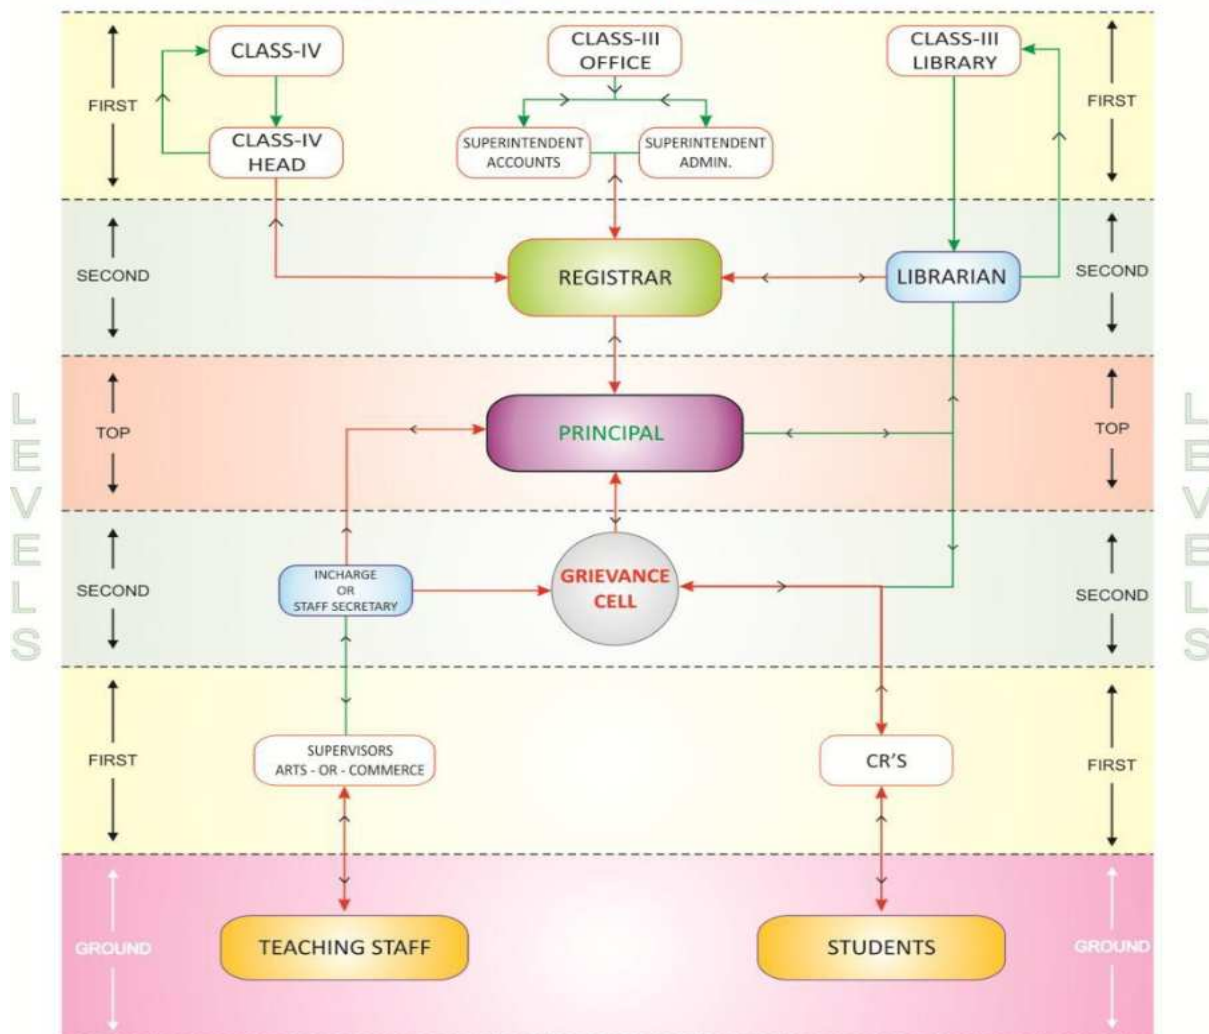 CLASS-IV
CLASS-III
OFFICE
CLASS-III
LIBRARY
FIRST
FIRST
CLASS-IV
HEAD
SUPERINTENDENT
ACCOUNTS
SUPERINTENDENT
ADMIN.
SECOND
REGISTRAR
LIBRARIAN
SECOND
LEVELS
TOP
PRINCIPAL
TOP
LEVELS
SECOND
INCHARGE
OR
STAFF SECRETARY
GRIEVANCE
CELL
SECOND
FIRST
SUPERVISORS
ARTS - OR - COMMERCE
CR'S
FIRST
GROUND
TEACHING STAFF
STUDENTS
GROUND